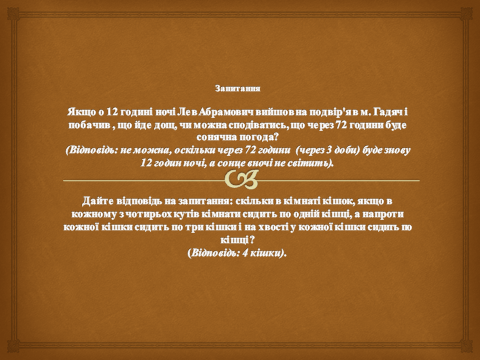 Запитання
Якщо о 12 годині ночі Лев Абрамович вийшов на подвір'я в м. Гадяч і
побачив , що йде дощ, чи можна сподіватись, що через 72 години буде
сонячна погода?
(Відповідь: не можна, оскільки через 72 години (через 3 доби) буде знову
12 годин ночі, а сонце вночі не світить).
Дайте відповідь на запитання: скільки в кімнаті кішок, якщо в
кожному з чотирьох кутів кімнати сидить по одній кішці, а напроти
кожної кішки сидить по три кішки і на хвості у кожної кішки сидить по
кішці?
(Відповідь: 4 кішки).